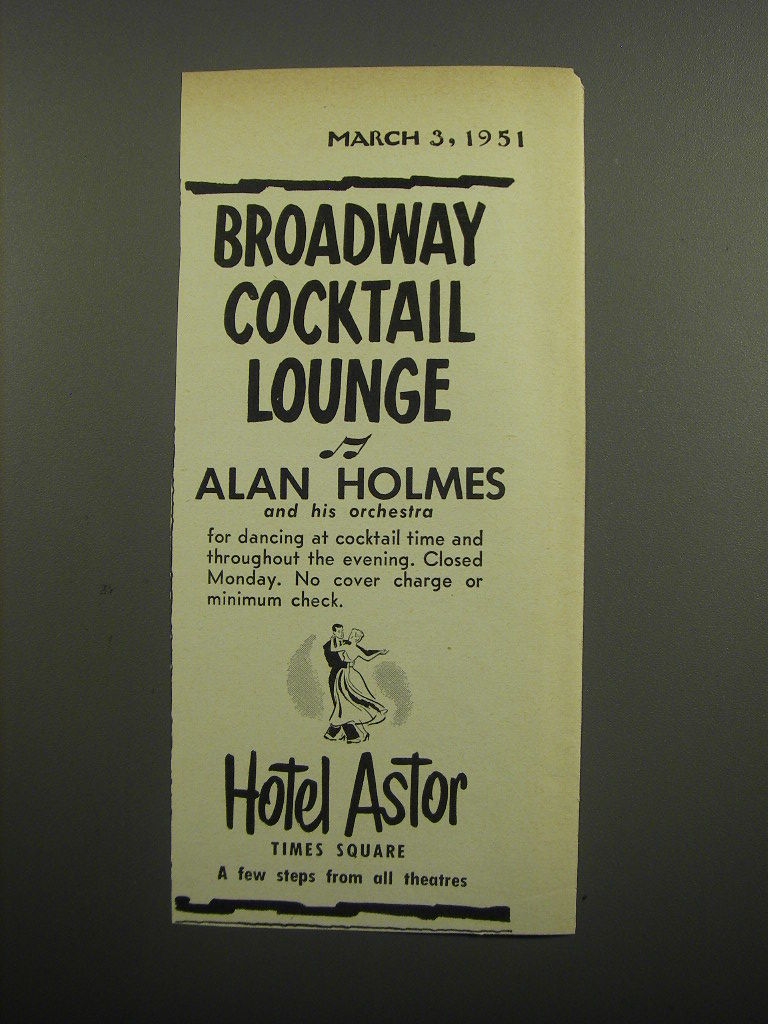 MARCH 3, 1951
BROADWAY
COCKTAIL
LOUNGE
ALAN HOLMES
and his orchestra
for dancing at cocktail time and
throughout the evening. Closed
Monday. No cover charge or
minimum check.
Hotel Astor
TIMES SQUARE
A few steps from all theatres